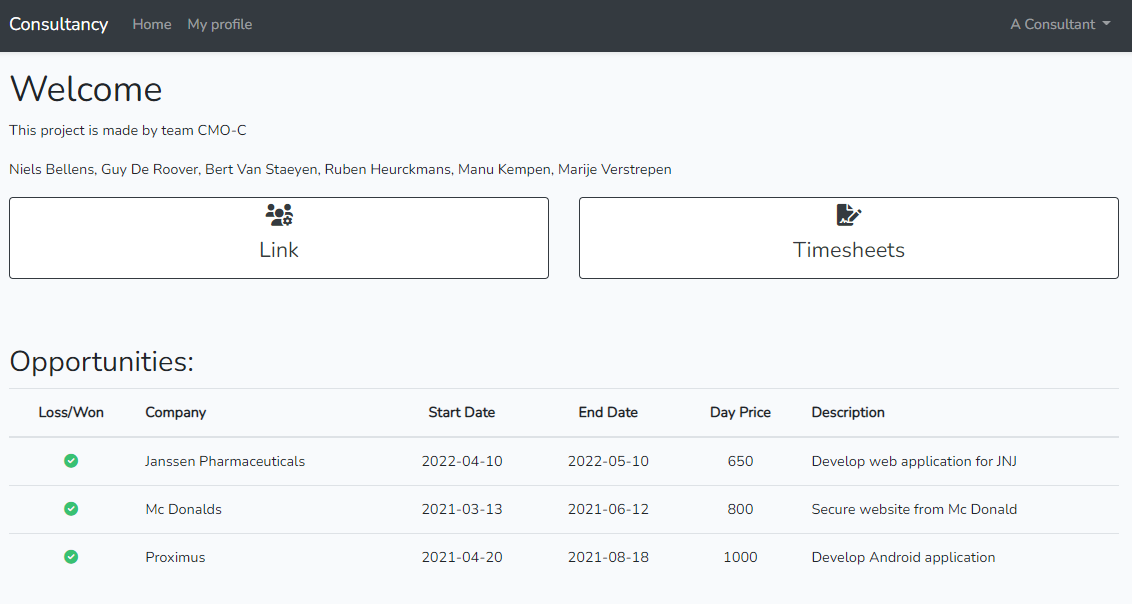 Consultancy Home My profile A Consultant
Welcome
This project is made by team CMO-C
Niels Bellens, Guy De Roover, Bert Van Staeyen, Ruben Heurckmans, Manu Kempen, Marije Verstrepen
Link Timesheets
Opportunities:
Loss/Won Company Start Date End Date Day Price Description
Janssen Pharmaceuticals 2022-04-10 2022-05-10 650 Develop web application for JNJ
Mc Donalds 2021-03-13 2021-06-12 800 Secure website from Mc Donald
Proximus 2021-04-20 2021-08-18 1000 Develop Android application